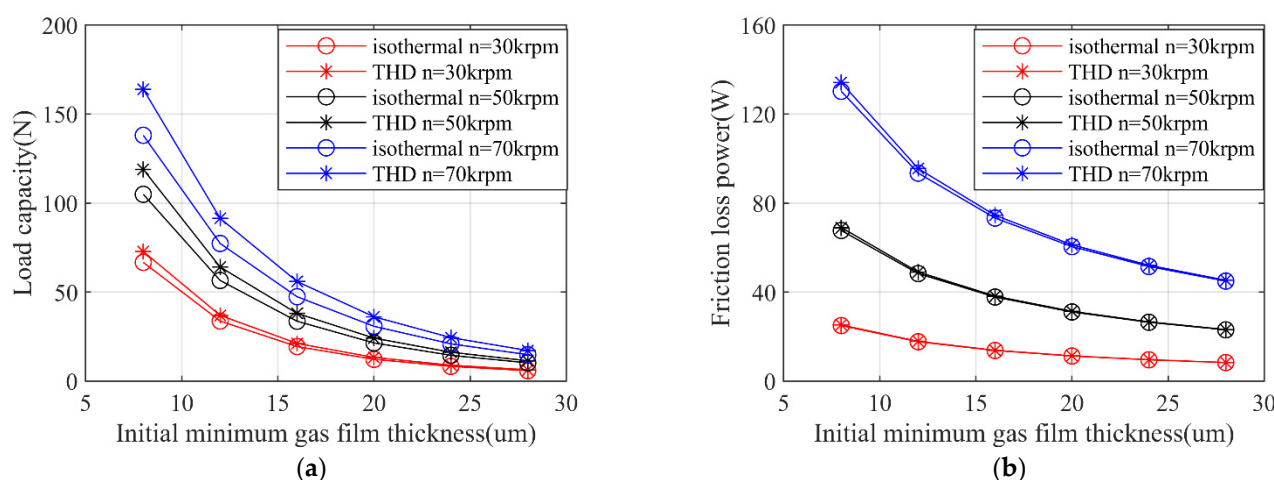 200
150
100
50
0
Load capacity(N)
5
10
15
20
25
30
Initial minimum gas film thickness(um)
isothermal n=30krpm
THD n=30krpm
isothermal n=50krpm
THD n=50krpm
isothermal n=70krpm
THD n=70krpm
(a)
160
120
80
40
0
Friction loss power(W)
5
10
15
20
25
30
Initial minimum gas film thickness(um)
isothermal n=30krpm
THD n=30krpm
isothermal n=50krpm
THD n=50krpm
isothermal n=70krpm
THD n=70krpm
(b)